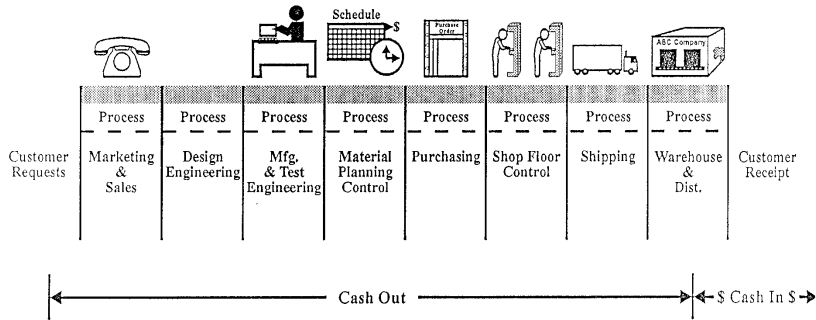 Schedule
$
Purchase
Order
ABC Company
Process
Process
Process
Process
Process
Process
Process
Process
Customer
Requests
Marketing
&
Sales
Design
Engineering
Mfg.
& Test
Engineering
Material
Planning
Control
Purchasing
Shop Floor
Control
Shipping
Warehouse
&
Dist.
Customer
Receipt
Cash Out
$ Cash In $